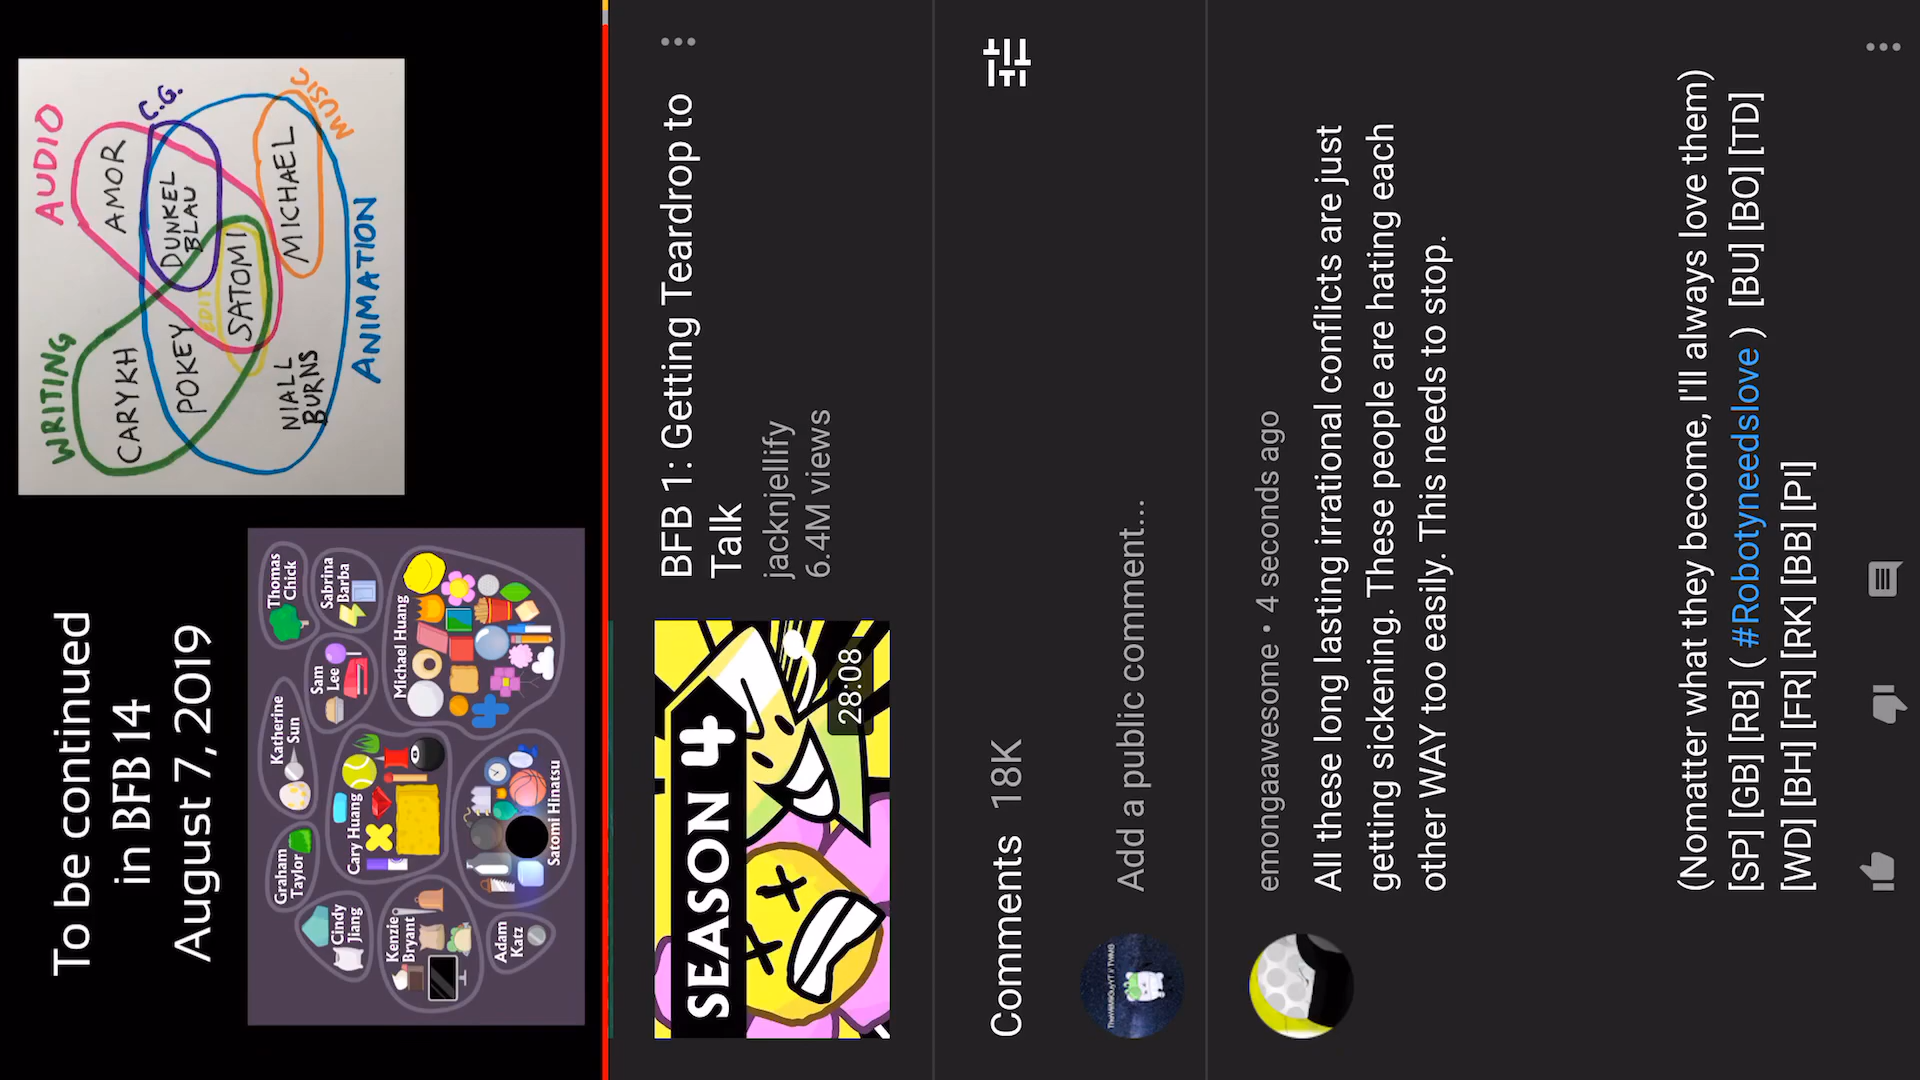 To be continued
in BFB 14
August 7, 2019
WRITING
AUDIO
C.G.
MUSIC
ANIMATION
EDIT
CARYKH
AMOR
POKEY
DUNKEL
BLAU
SATOMI
NIALL
BURNS
MICHAEL
Thomas
Chick
Sabrina
Barba
Sam
Lee
Michael Huang
Katherine
Sun
Graham
Taylor
Cary Huang
Cindy
Jiang
Kenzie
Bryant
Adam
Katz
Satomi Hinatsu
SEASON 4
28:08
BFB 1: Getting Teardrop to
Talk
jacknjellify
6.4M views
Comments 18K
Add a public comment...
emongaawesome • 4 seconds ago
All these long lasting irrational conflicts are just
getting sickening. These people are hating each
other WAY too easily. This needs to stop.
(Nomatter what they become, I'll always love them)
[SP] [GB] [RB] ( #Robotyneedslove ) [BU] [BO] [TD]
[WD] [BH] [FR] [RK] [BB] [PI]